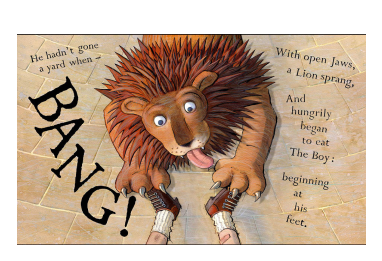 He hadn't gone
a yard when –
BANG!
With open Jaws,
a Lion sprang,
And
hungrily
began
to eat
The Boy:
beginning
at
his
feet.